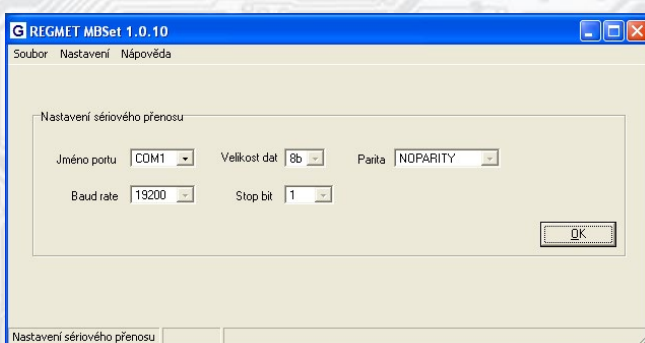 G REGMET MBSet 1.0.10
Soubor Nastavení Nápověda
Nastavení sériového přenosu
Jméno portu COM1 Velikost dat 8b Parita NOPARITY
Baud rate 19200 Stop bit 1
OK
Nastavení sériového přenosu